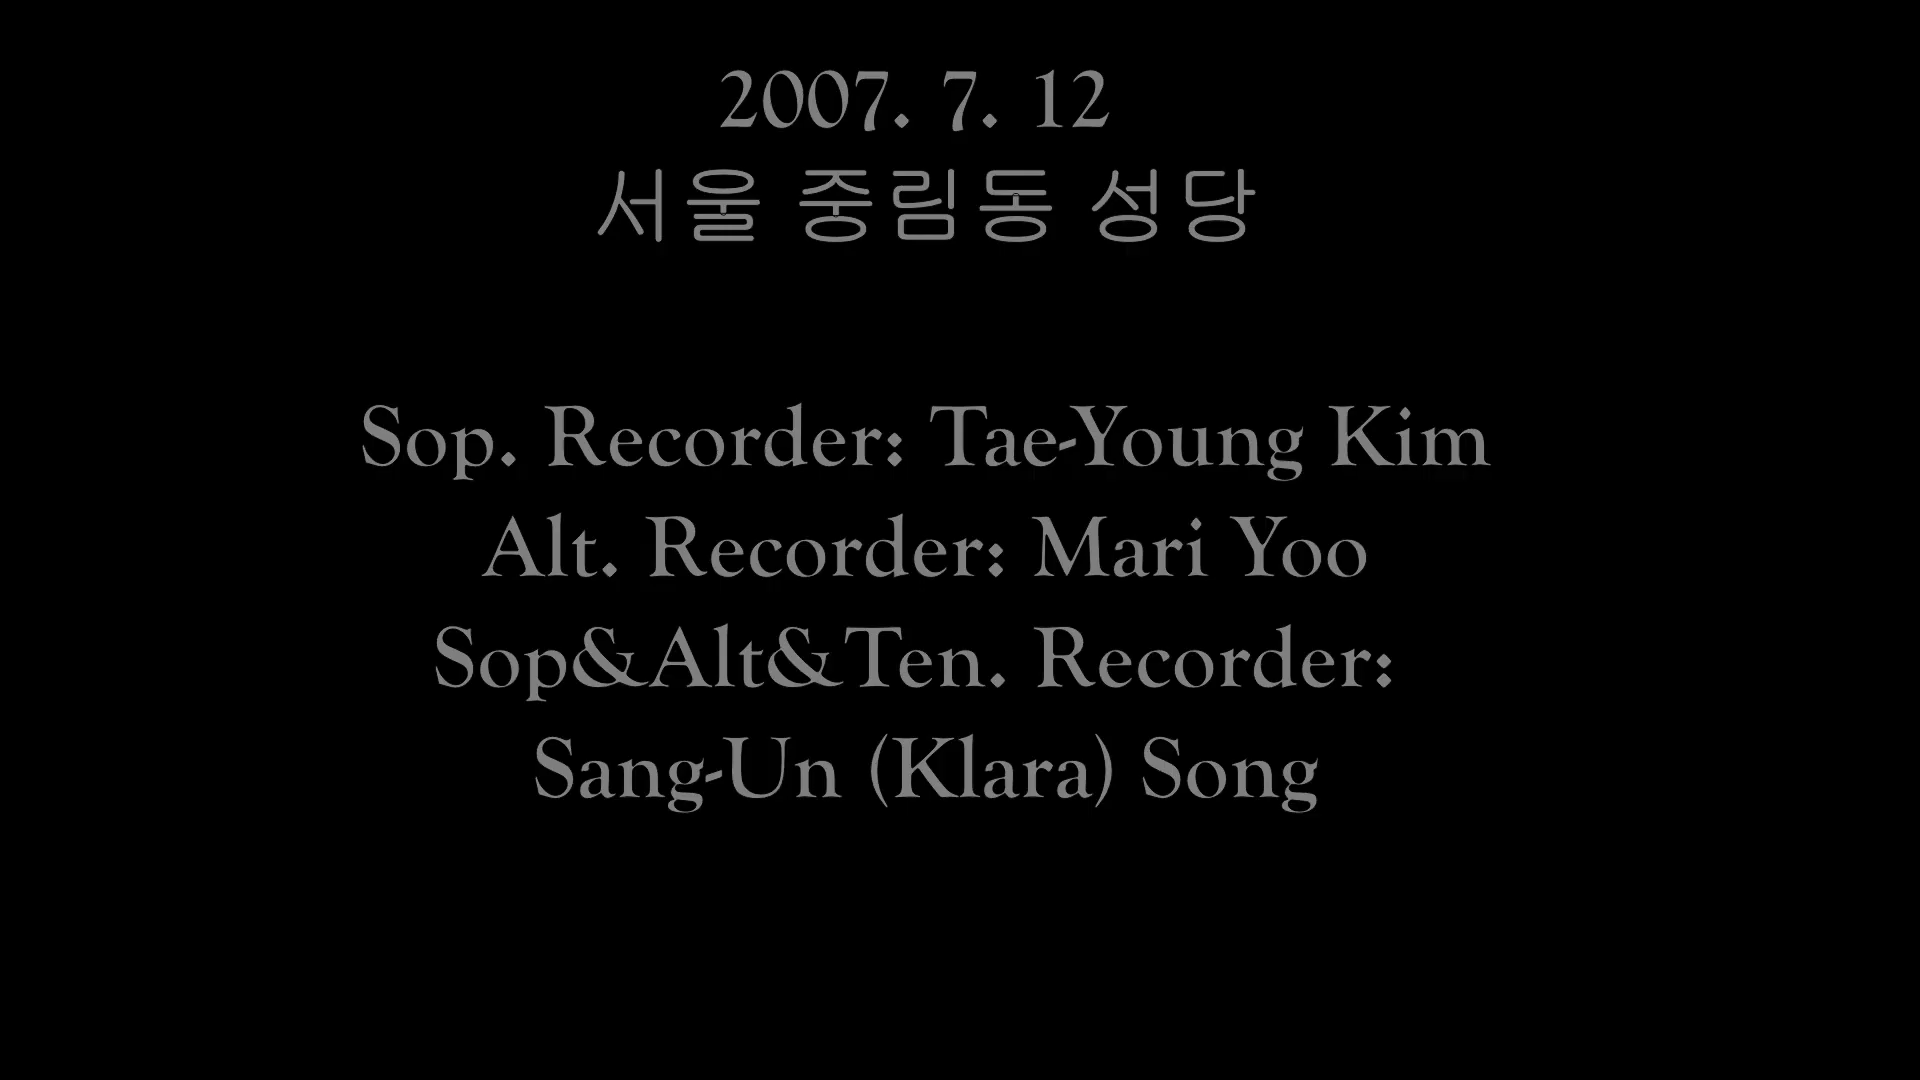 2007. 7. 12
서울 중림동 성당
Sop. Recorder: Tae-Young Kim
Alt. Recorder: Mari Yoo
Sop&Alt&Ten. Recorder:
Sang-Un (Klara) Song